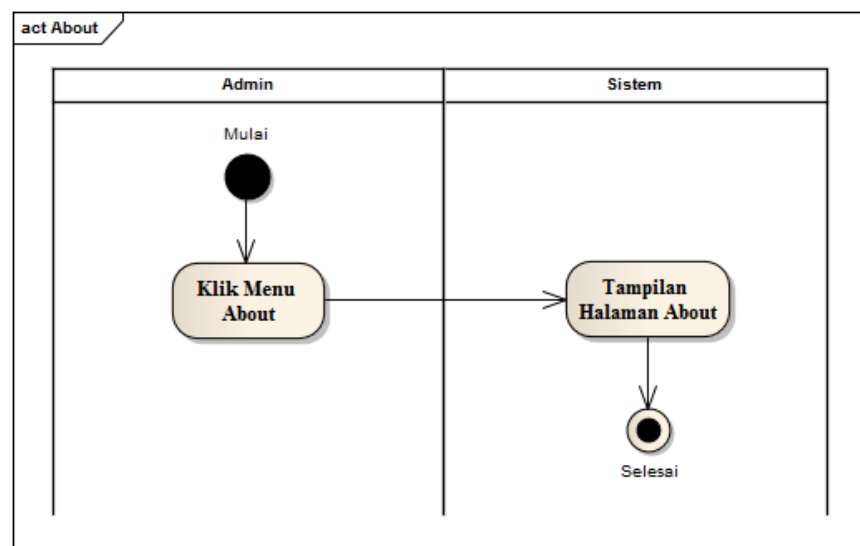 act About
Admin
Sistem
Mulai
Klik Menu
About
Tampilan
Halaman About
Selesai